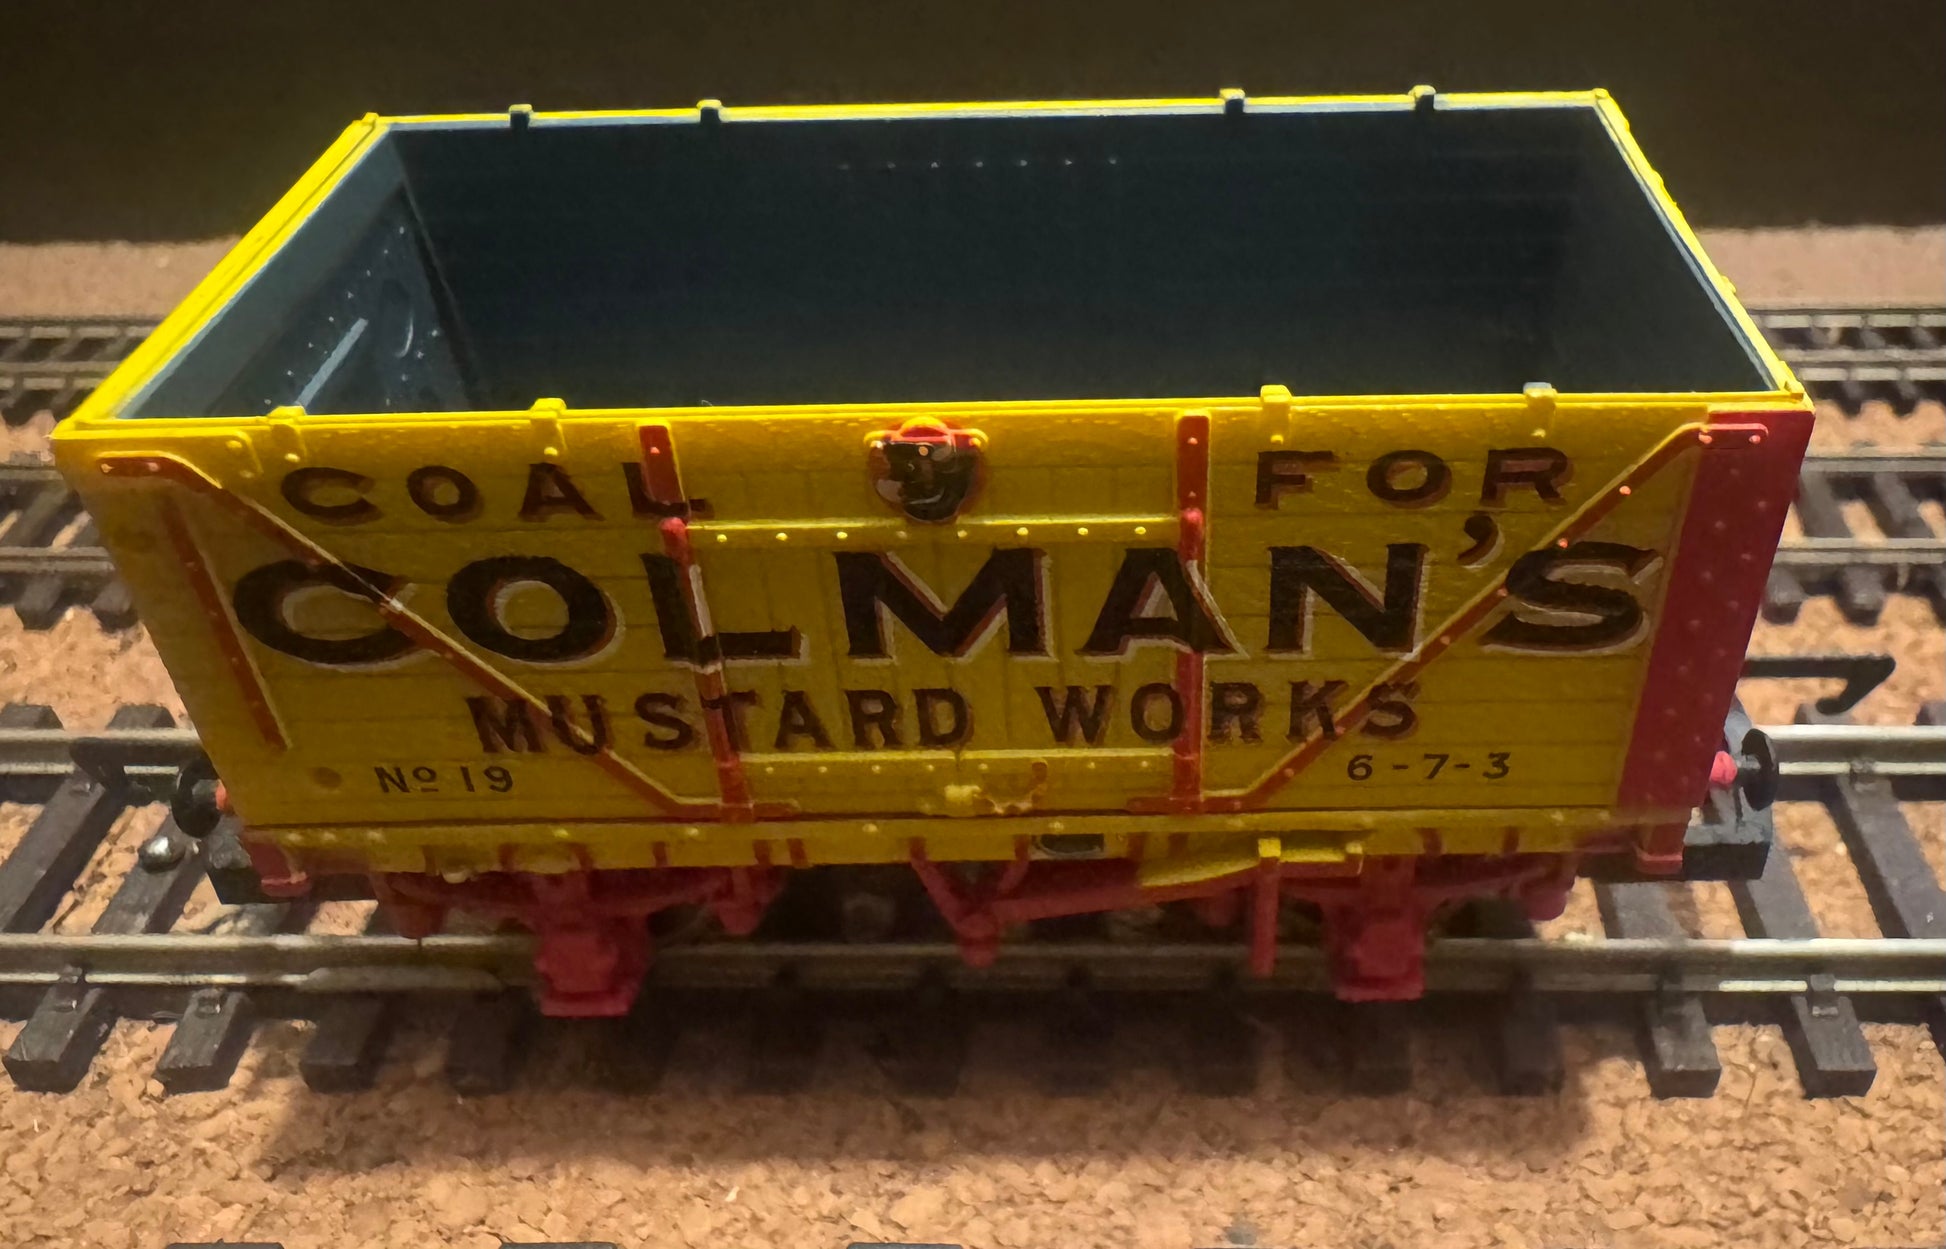 COAL FOR
COLMAN'S
MUSTARD WORKS
No 19 6-7-3